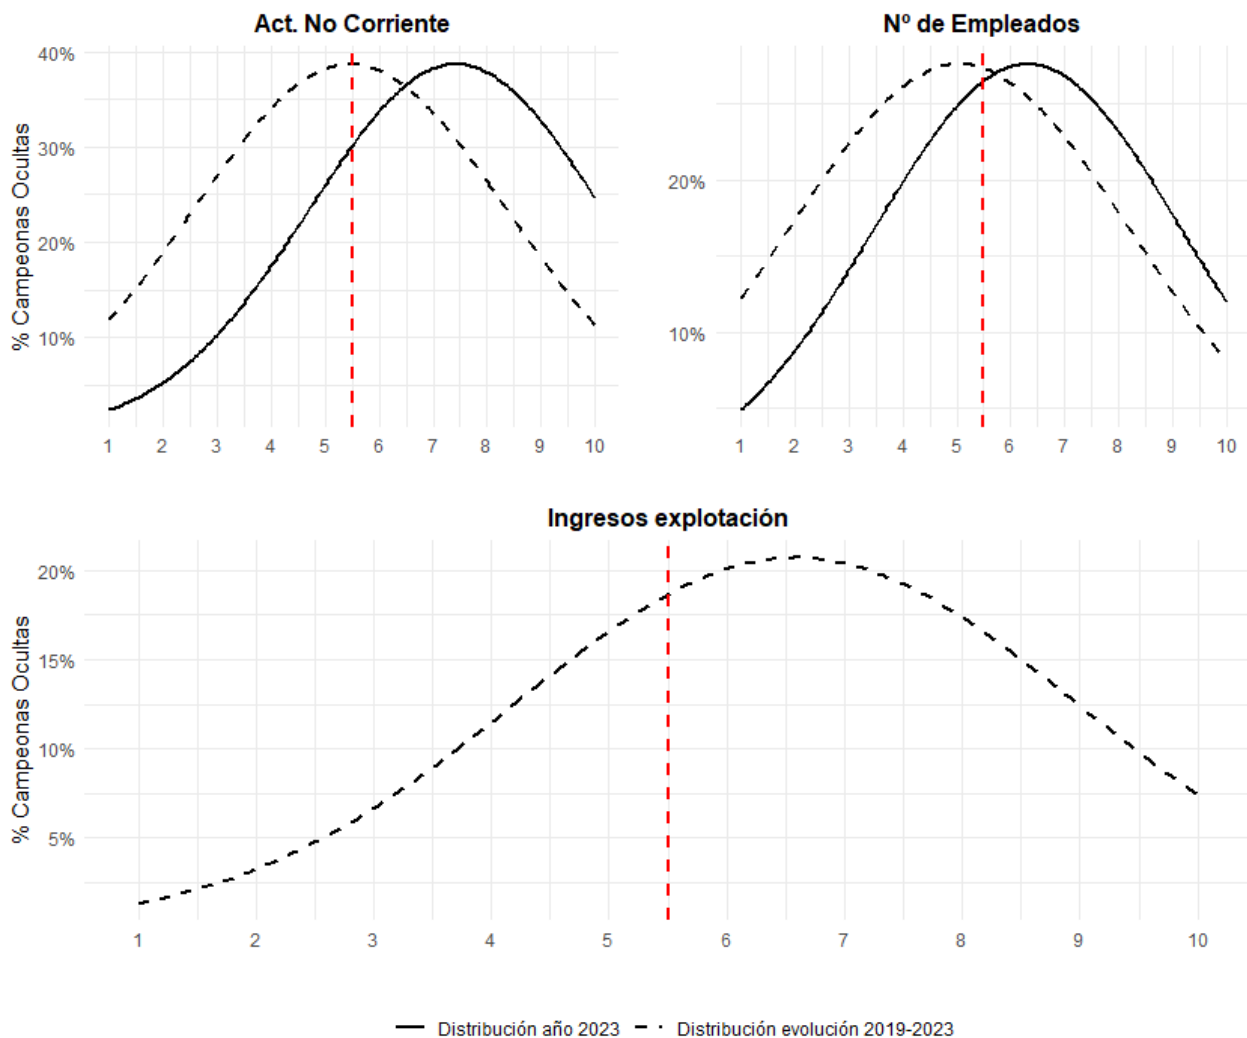 Act. No Corriente
Nº de Empleados
% Campeonas Ocultas
40%
30%
20%
10%
1 2 3 4 5 6 7 8 9 10
20%
10%
1 2 3 4 5 6 7 8 9 10
Ingresos explotación
% Campeonas Ocultas
20%
15%
10%
5%
1 2 3 4 5 6 7 8 9 10
Distribución año 2023
Distribución evolución 2019-2023